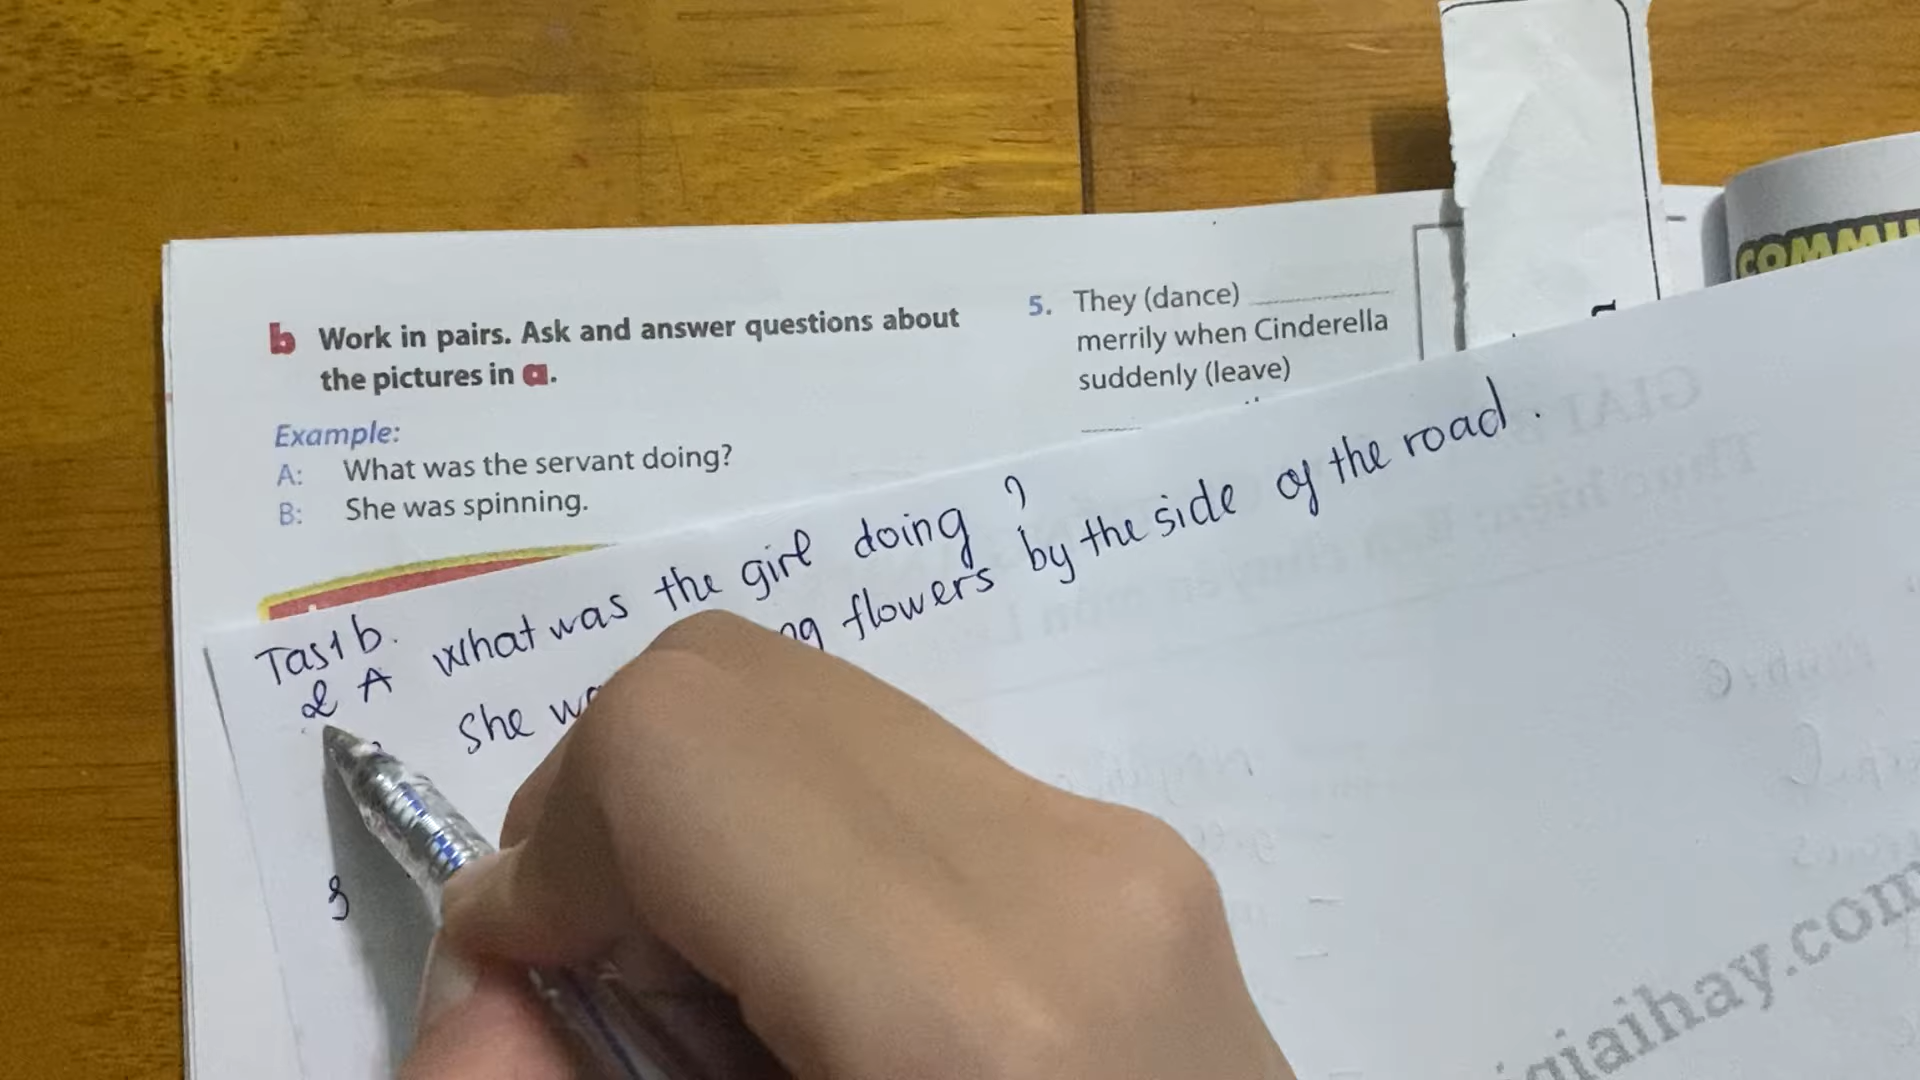 b Work in pairs. Ask and answer questions about
the pictures in a.
Example:
A: What was the servant doing?
B: She was spinning.
5. They (dance)
merrily when Cinderella
suddenly (leave)
COMMU
Task b.
2 A What was the girl doing ?
She flowers by the side of the road .
3
igiaihay.com